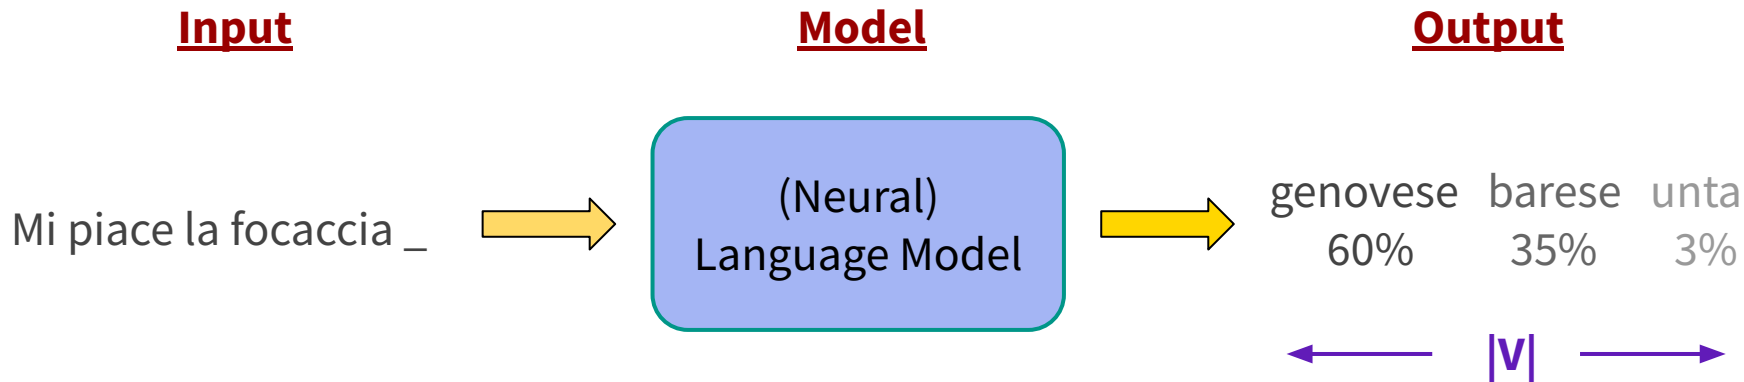 Input
Model
Output
Mi piace la focaccia _
(Neural)
Language Model
genovese barese unta
60% 35% 3%
|V|